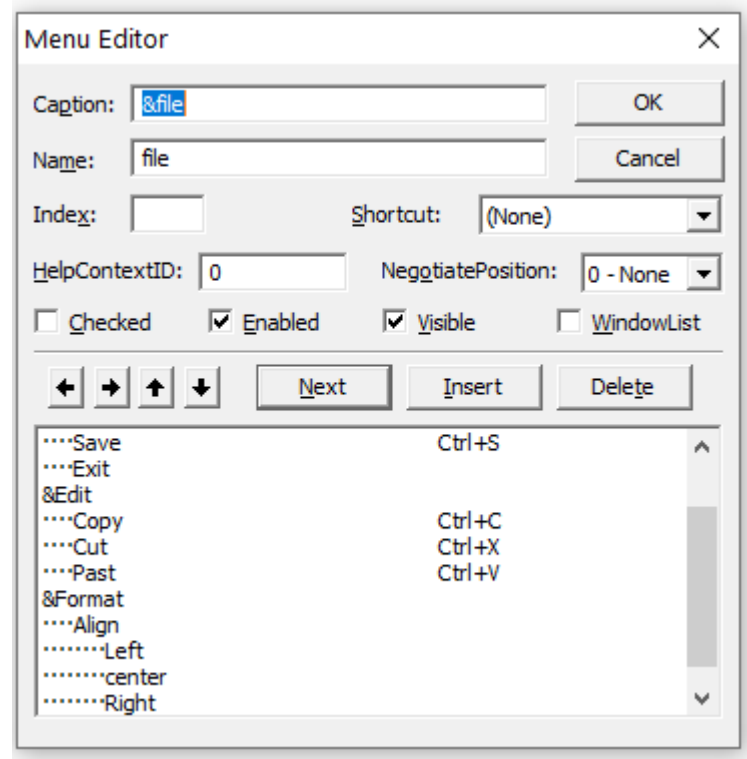 Menu Editor
Caption: &file OK
Name: file Cancel
Index: Shortcut: (None)
HelpContextID: 0 NegotiatePosition: 0 - None
Checked Enabled Visible WindowList
Next Insert Delete
····Save Ctrl+S
····Exit
&Edit
····Copy Ctrl+C
····Cut Ctrl+X
····Past Ctrl+V
&Format
····Align
········Left
········center
········Right